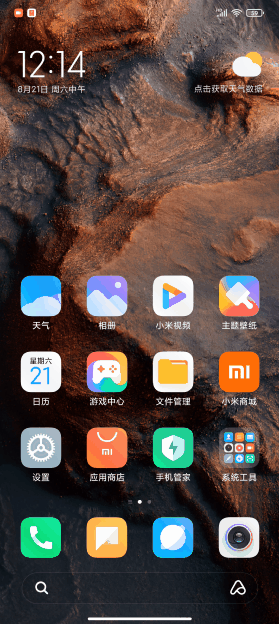 12:14
8月21日 周六中午
点击获取天气数据
天气
相册
小米视频
主题壁纸
星期六
21
日历
游戏中心
文件管理
mi
小米商城
设置
mi
应用商店
手机管家
系统工具